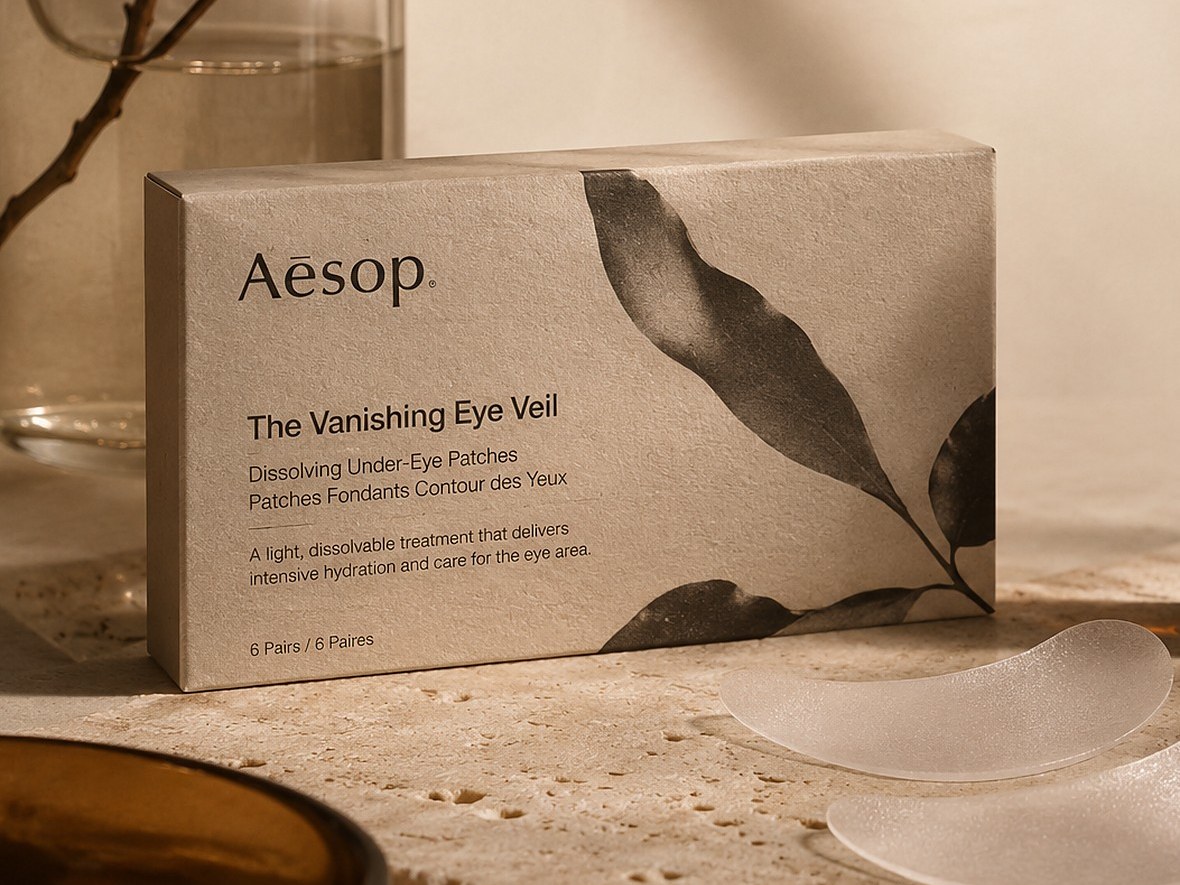 Aēsop®
The Vanishing Eye Veil
Dissolving Under-Eye Patches
Patches Fondants Contour des Yeux
A light, dissolvable treatment that delivers
intensive hydration and care for the eye area.
6 Pairs / 6 Paires